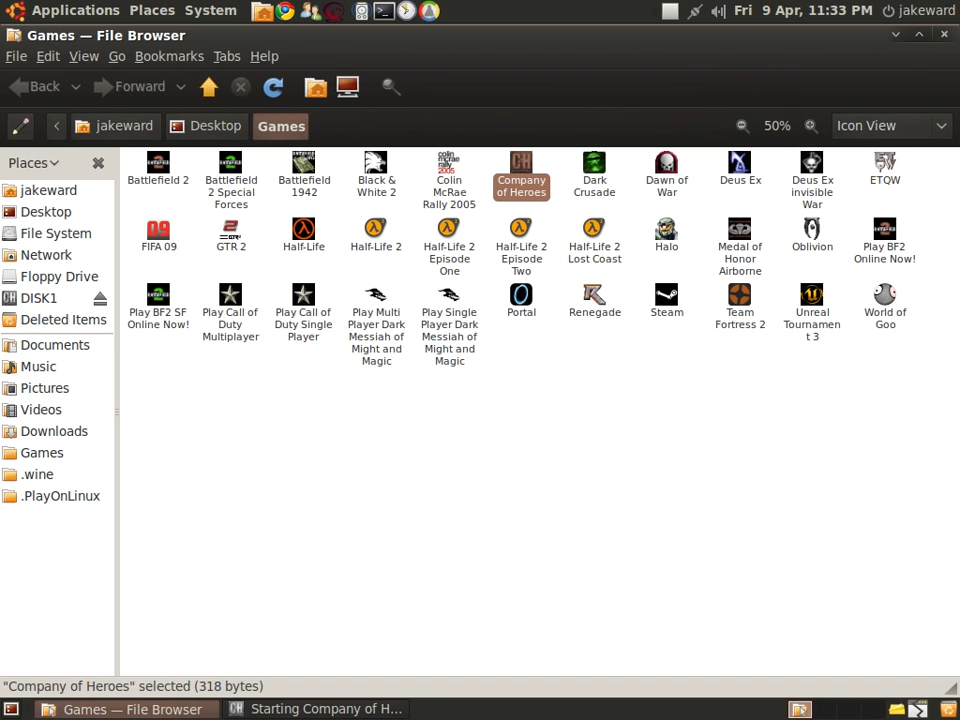 Applications Places System Fri 9 Apr, 11:33 PM jakeward
Games — File Browser
File Edit View Go Bookmarks Tabs Help
Back Forward
jakeward Desktop Games 50% Icon View
Places
jakeward
Desktop
File System
Network
Floppy Drive
DISK1
Deleted Items
Documents
Music
Pictures
Videos
Downloads
Games
.wine
.PlayOnLinux
Battlefield 2
Battlefield
2 Special
Forces
Battlefield
1942
Black &
White 2
colin
mcrae
rally
2005
Colin
McRae
Rally 2005
CH
Company
of Heroes
Dark
Crusade
Dawn of
War
Deus Ex
Deus Ex
invisible
War
ETQW
09
FIFA 09
GTR 2
Half-Life
Half-Life 2
Half-Life 2
Episode
One
Half-Life 2
Episode
Two
Half-Life 2
Lost Coast
Halo
Medal of
Honor
Airborne
Oblivion
Play BF2
Online Now!
Play BF2 SF
Online Now!
Play Call of
Duty
Multiplayer
Play Call of
Duty Single
Player
Play Multi
Player Dark
Messiah of
Might and
Magic
Play Single
Player Dark
Messiah of
Might and
Magic
Portal
Renegade
Steam
Team
Fortress 2
Unreal
Tournamen
t 3
World of
Goo
"Company of Heroes" selected (318 bytes)
Games — File Browser CH Starting Company of H...